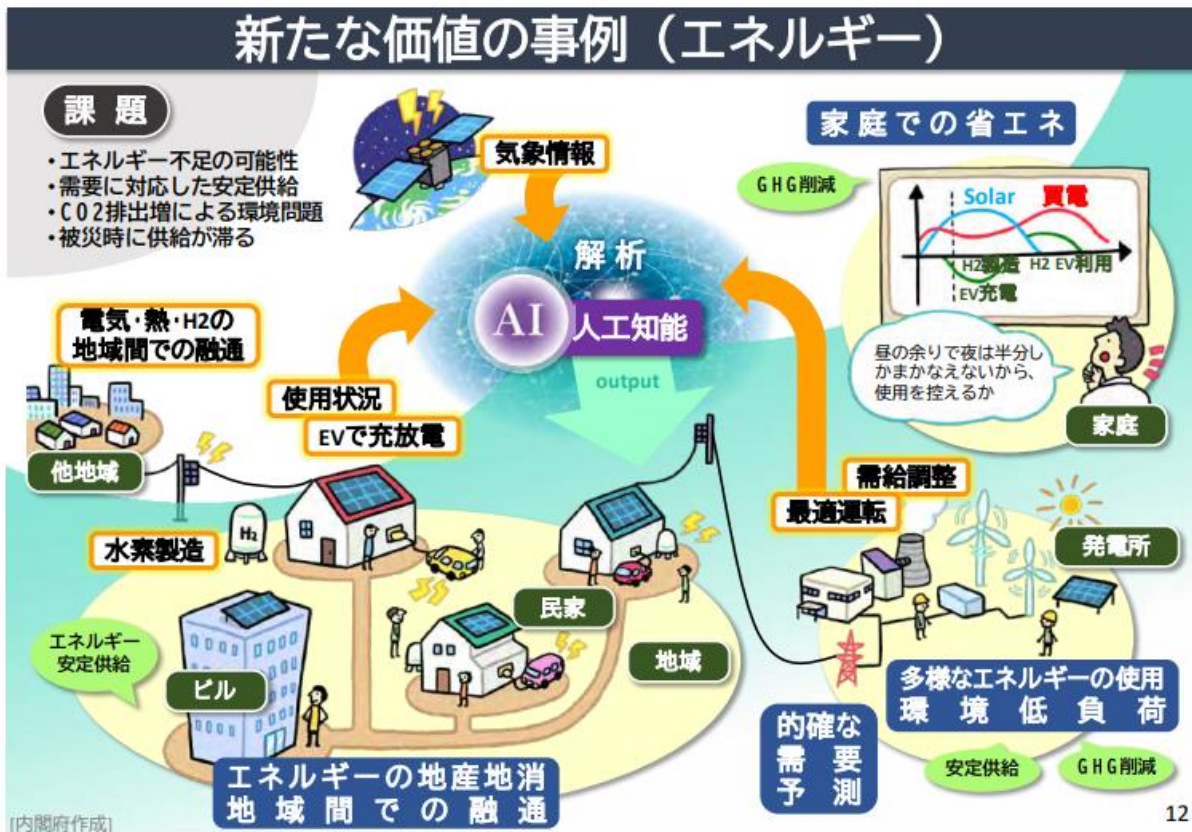 新たな価値の事例（エネルギー）
課題
・エネルギー不足の可能性
・需要に対応した安定供給
・CO2排出増による環境問題
・被災時に供給が滞る
気象情報
家庭での省エネ
GHG削減
Solar
買電
H2製造
H2
EV利用
EV充電
昼の余りで夜は半分し
かまかなえないから、
使用を控えるか
家庭
解析
AI
人工知能
output
電気・熱・H2の
地域間での融通
使用状況
EVで充放電
他地域
水素製造
H2
需給調整
最適運転
発電所
民家
地域
エネルギー
安定供給
ビル
エネルギーの地産地消
地域間での融通
的確な
需要
予測
多様なエネルギーの使用
環境低負荷
安定供給
GHG削減
[内閣府作成]
12